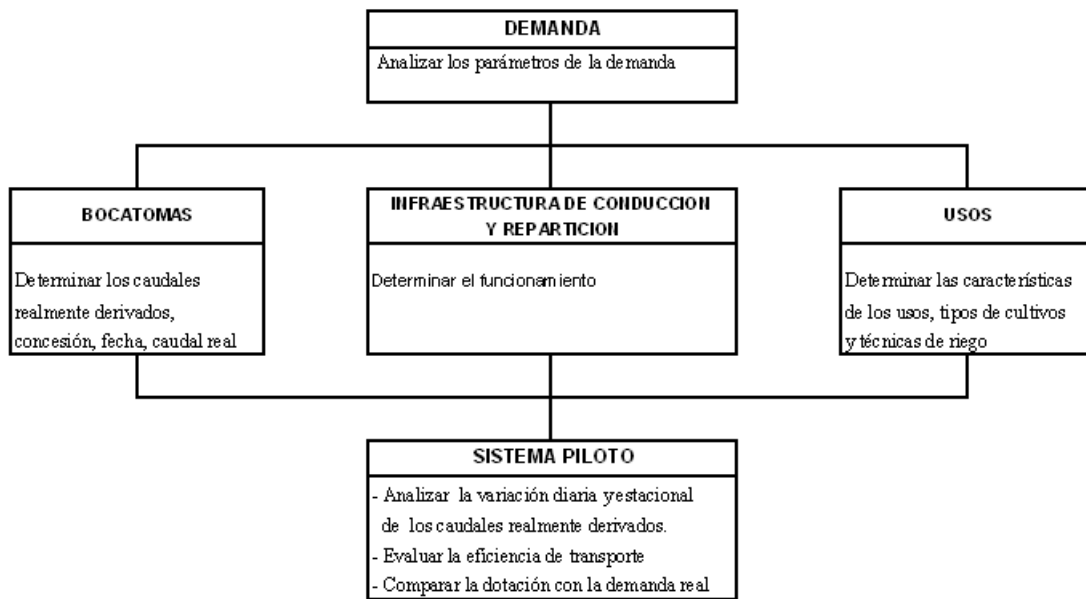 DEMANDA
Analizar los parámetros de la demanda
BOCATOMAS
Determinar los caudales
realmente derivados,
concesión, fecha, caudal real
INFRAESTRUCTURA DE CONDUCCION
Y REPARTICION
Determinar el funcionamiento
USOS
Determinar las características
de los usos, tipos de cultivos
y técnicas de riego
SISTEMA PILOTO
- Analizar la variación diaria yestacional
de los caudales realmente derivados.
- Evaluar la eficiencia de transporte
- Comparar la dotación con la demanda real